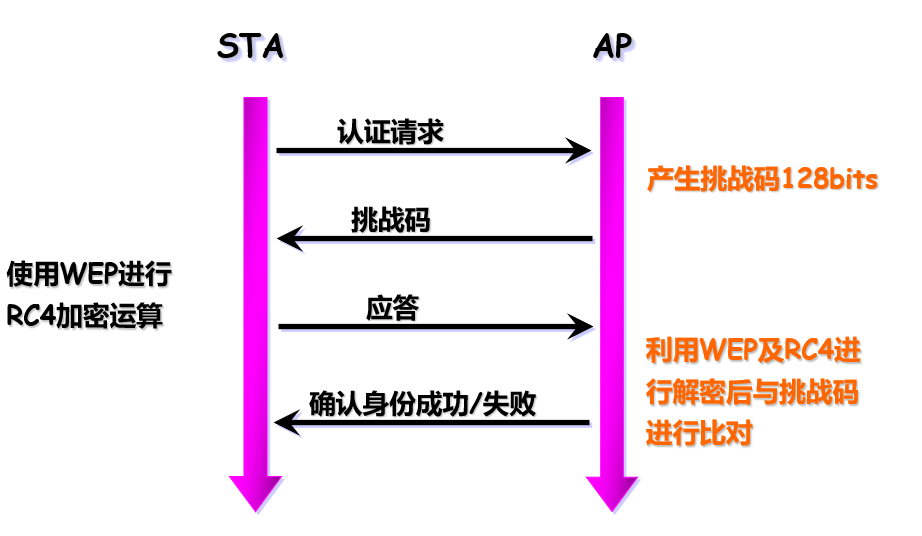 STA
AP
认证请求
产生挑战码128bits
挑战码
使用WEP进行
RC4加密运算
应答
利用WEP及RC4进
行解密后与挑战码
进行比对
确认身份成功/失败